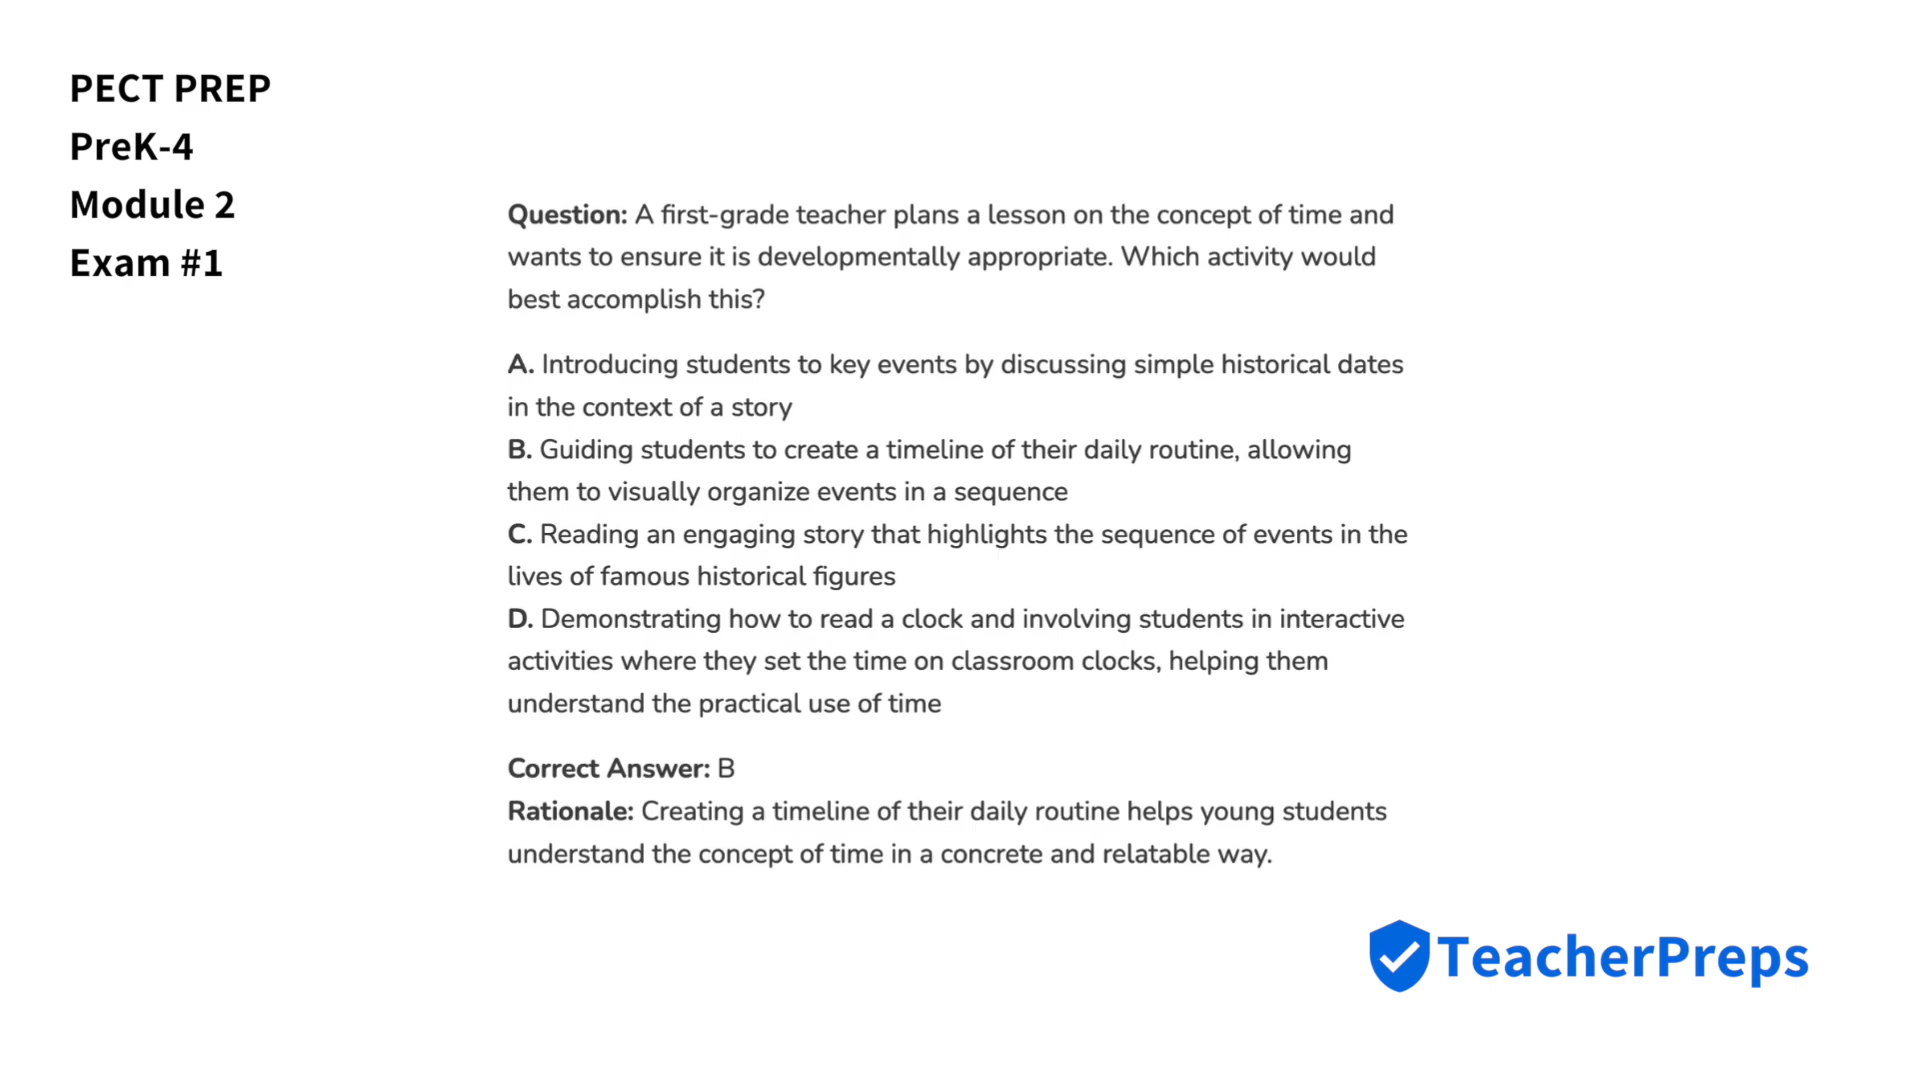 PECT PREP
PreK-4
Module 2
Exam #1
Question: A first-grade teacher plans a lesson on the concept of time and
wants to ensure it is developmentally appropriate. Which activity would
best accomplish this?
A. Introducing students to key events by discussing simple historical dates
in the context of a story
B. Guiding students to create a timeline of their daily routine, allowing
them to visually organize events in a sequence
C. Reading an engaging story that highlights the sequence of events in the
lives of famous historical figures
D. Demonstrating how to read a clock and involving students in interactive
activities where they set the time on classroom clocks, helping them
understand the practical use of time
Correct Answer: B
Rationale: Creating a timeline of their daily routine helps young students
understand the concept of time in a concrete and relatable way.
TeacherPreps